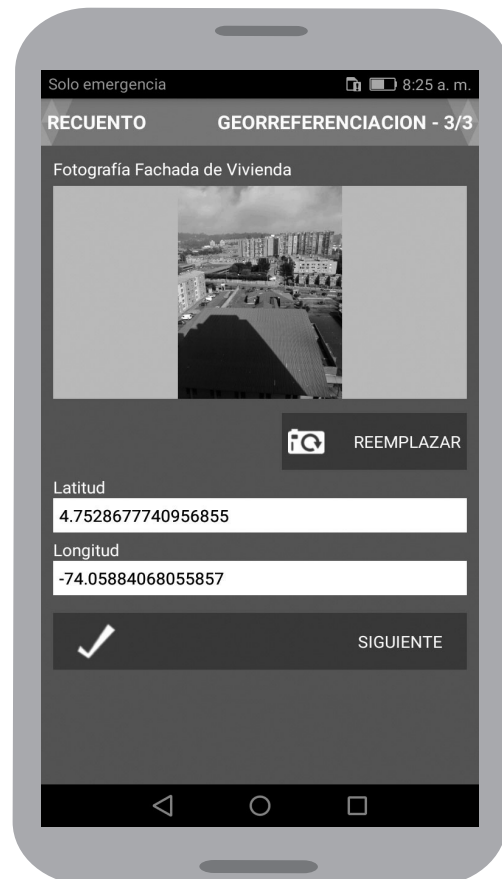 Solo emergencia 8:25 a. m.
RECUENTO GEORREFERENCIACION - 3/3
Fotografía Fachada de Vivienda
REEMPLAZAR
Latitud
4.7528677740956855
Longitud
-74.05884068055857
SIGUIENTE